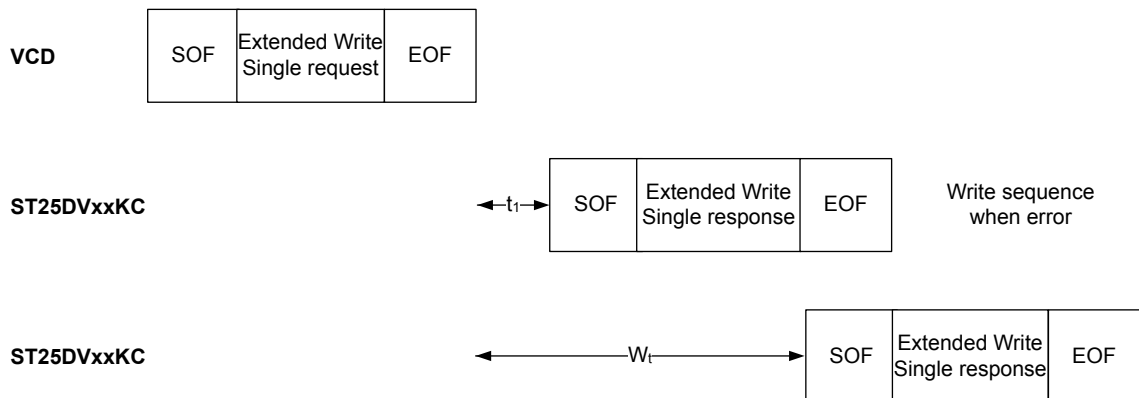 VCD
SOF
Extended Write
Single request
EOF
ST25DVxxKC
t₁
SOF
Extended Write
Single response
EOF
Write sequence
when error
ST25DVxxKC
Wₜ
SOF
Extended Write
Single response
EOF